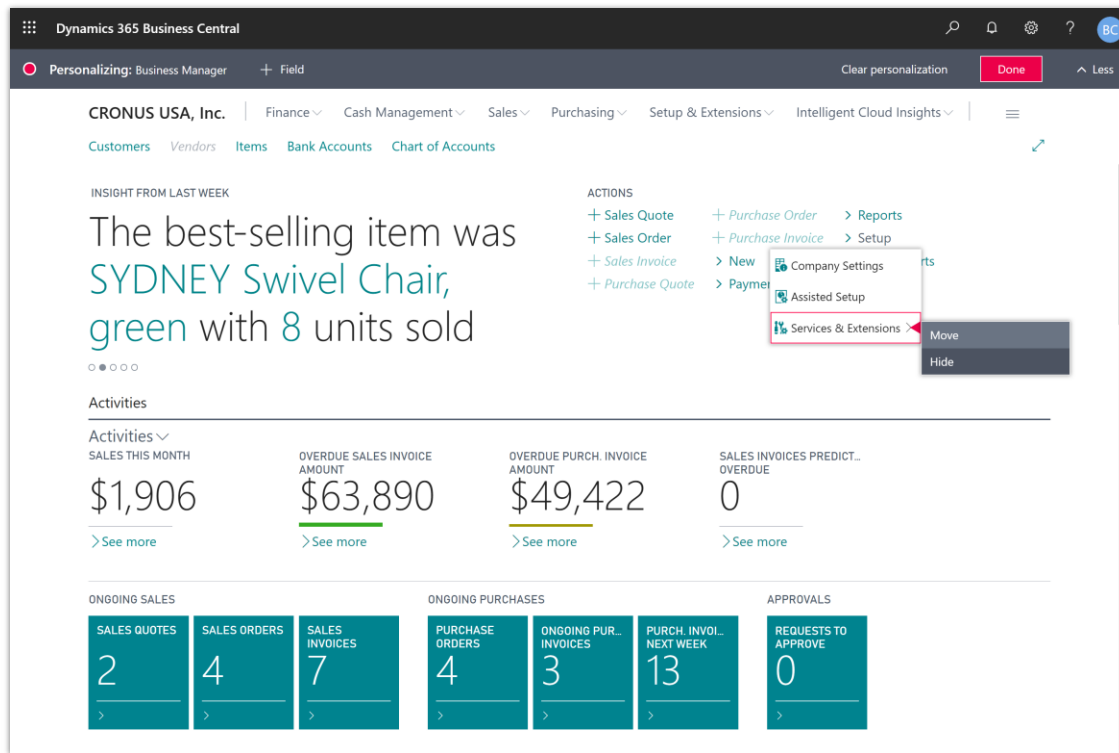 Dynamics 365 Business Central
?
BC
Personalizing: Business Manager
+ Field
Clear personalization
Done
Less
CRONUS USA, Inc.
Finance
Cash Management
Sales
Purchasing
Setup & Extensions
Intelligent Cloud Insights
Customers
Vendors
Items
Bank Accounts
Chart of Accounts
INSIGHT FROM LAST WEEK
The best-selling item was
SYDNEY Swivel Chair,
green with 8 units sold
ACTIONS
+ Sales Quote
+ Purchase Order
> Reports
+ Sales Order
+ Purchase Invoice
> Setup
+ Sales Invoice
> New
+ Purchase Quote
Company Settings
Assisted Setup
Services & Extensions
Move
Hide
Activities
Activities
SALES THIS MONTH
$1,906
>See more
OVERDUE SALES INVOICE
AMOUNT
$63,890
>See more
OVERDUE PURCH. INVOICE
AMOUNT
$49,422
>See more
SALES INVOICES PREDICT...
OVERDUE
0
>See more
ONGOING SALES
SALES QUOTES
2
>
SALES ORDERS
4
>
SALES
INVOICES
7
>
ONGOING PURCHASES
PURCHASE
ORDERS
4
>
ONGOING PUR...
INVOICES
3
>
PURCH. INVOI...
NEXT WEEK
13
>
APPROVALS
REQUESTS TO
APPROVE
0
>